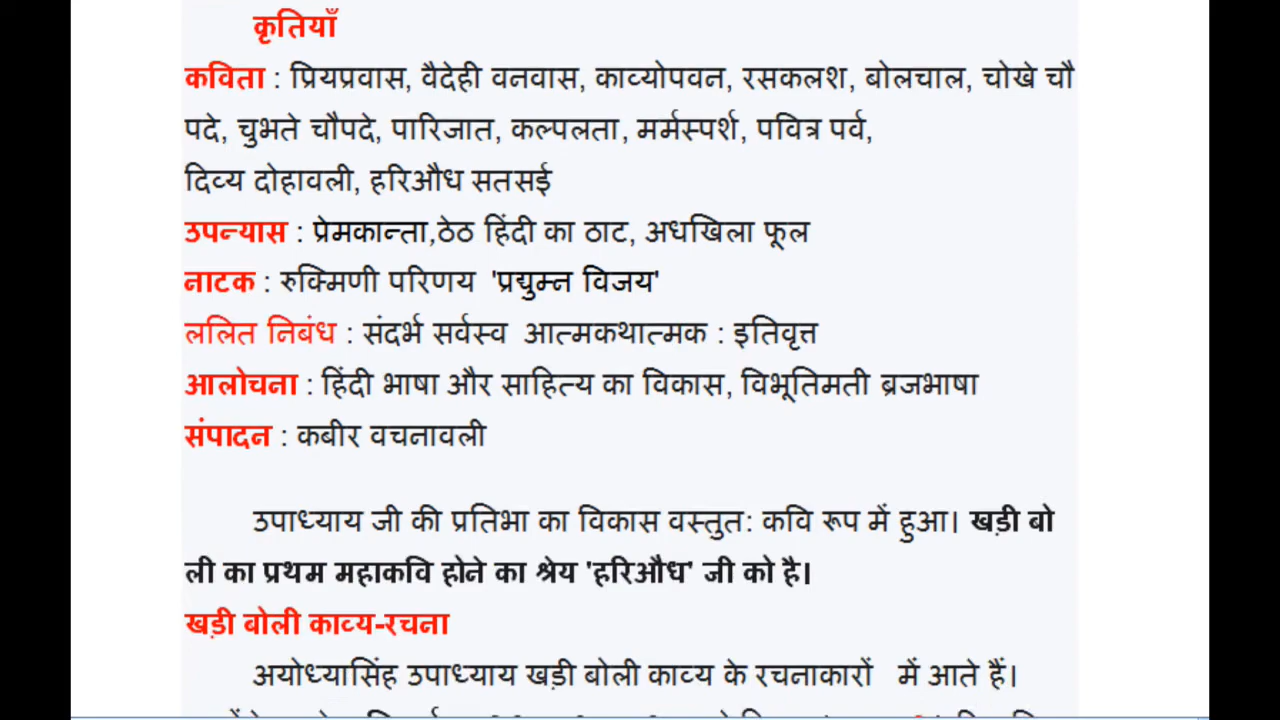 कृतियाँ
कविता : प्रियप्रवास, वैदेही वनवास, काव्योपवन, रसकलश, बोलचाल, चोखे चौ
पदे, चुभते चौपदे, पारिजात, कल्पलता, मर्मस्पर्श, पवित्र पर्व,
दिव्य दोहावली, हरिऔध सतसई
उपन्यास : प्रेमकान्ता,ठेठ हिंदी का ठाट, अधखिला फूल
नाटक : रुक्मिणी परिणय 'प्रद्युम्न विजय'
ललित निबंध : संदर्भ सर्वस्व आत्मकथात्मक : इतिवृत्त
आलोचना : हिंदी भाषा और साहित्य का विकास, विभूतिमती ब्रजभाषा
संपादन : कबीर वचनावली
उपाध्याय जी की प्रतिभा का विकास वस्तुत: कवि रूप में हुआ। खड़ी बो
ली का प्रथम महाकवि होने का श्रेय 'हरिऔध' जी को है।
खड़ी बोली काव्य-रचना
अयोध्यासिंह उपाध्याय खड़ी बोली काव्य के रचनाकारों में आते हैं।